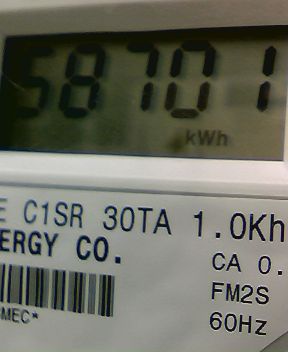 58701
kWh
E C1SR 30TA 1.0Kh
ERGY CO.
CA 0.
FM2S
MEC*
60Hz